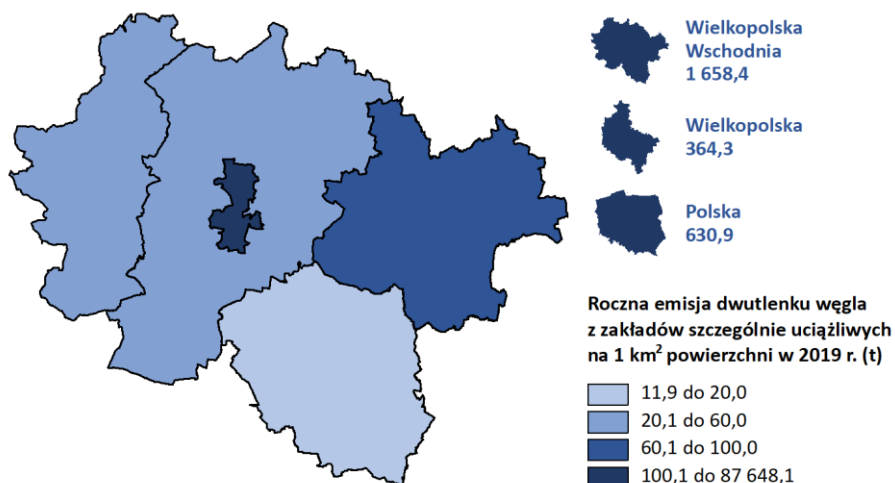 Wielkopolska
Wschodnia
1 658,4
Wielkopolska
364,3
Polska
630,9
Roczna emisja dwutlenku węgla
z zakładów szczególnie uciążliwych
na 1 km² powierzchni w 2019 r. (t)
11,9 do 20,0
20,1 do 60,0
60,1 do 100,0
100,1 do 87 648,1